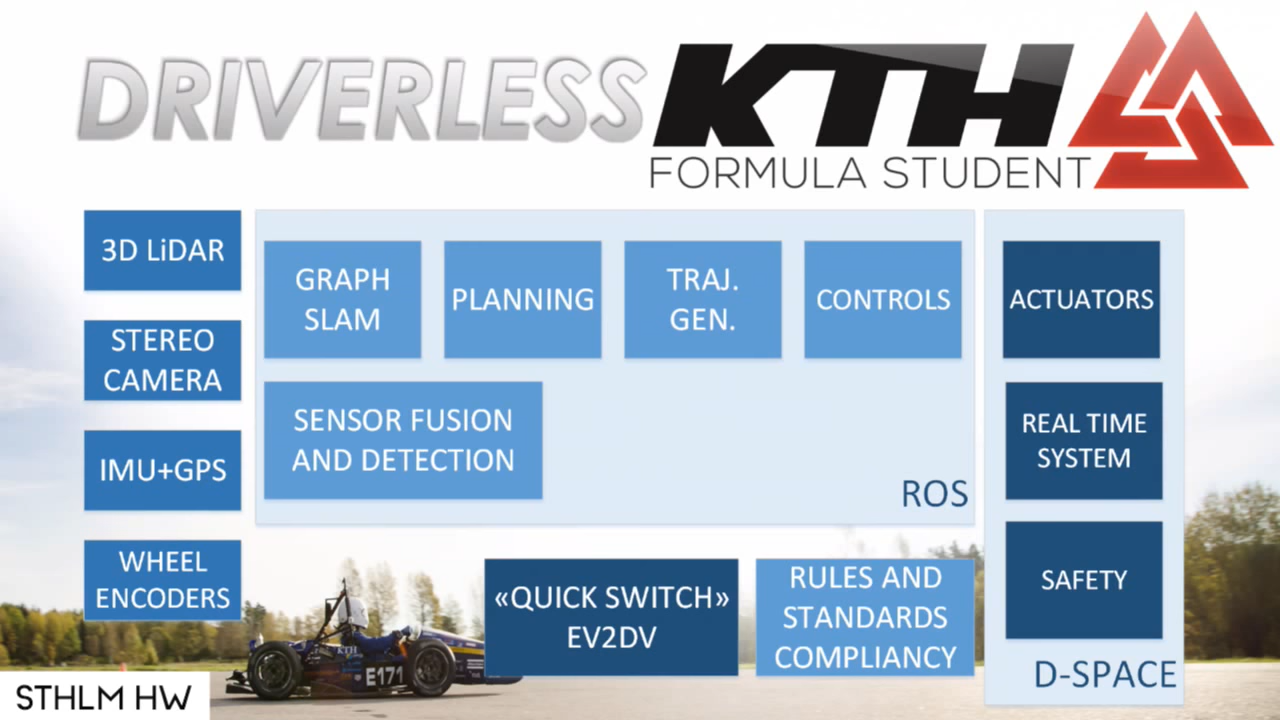 DRIVERLESS
KTH
FORMULA STUDENT
3D LiDAR
STEREO
CAMERA
IMU+GPS
WHEEL
ENCODERS
GRAPH
SLAM
PLANNING
TRAJ.
GEN.
CONTROLS
SENSOR FUSION
AND DETECTION
ROS
ACTUATORS
REAL TIME
SYSTEM
SAFETY
D-SPACE
«QUICK SWITCH»
EV2DV
RULES AND
STANDARDS
COMPLIANCY
KTH
E171
STHLM HW